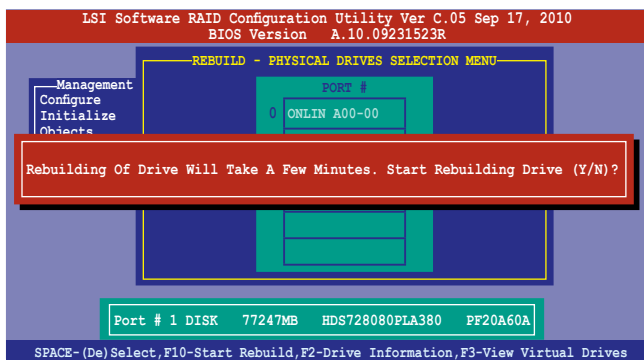 LSI Software RAID Configuration Utility Ver C.05 Sep 17, 2010
BIOS Version A.10.09231523R
REBUILD - PHYSICAL DRIVES SELECTION MENU
Management
Configure
Initialize
Objects
PORT #
0 ONLIN A00-00
Rebuilding Of Drive Will Take A Few Minutes. Start Rebuilding Drive (Y/N)?
Port # 1 DISK 77247MB HDS728080PLA380 PF20A60A
SPACE-(De)Select,F10-Start Rebuild,F2-Drive Information,F3-View Virtual Drives